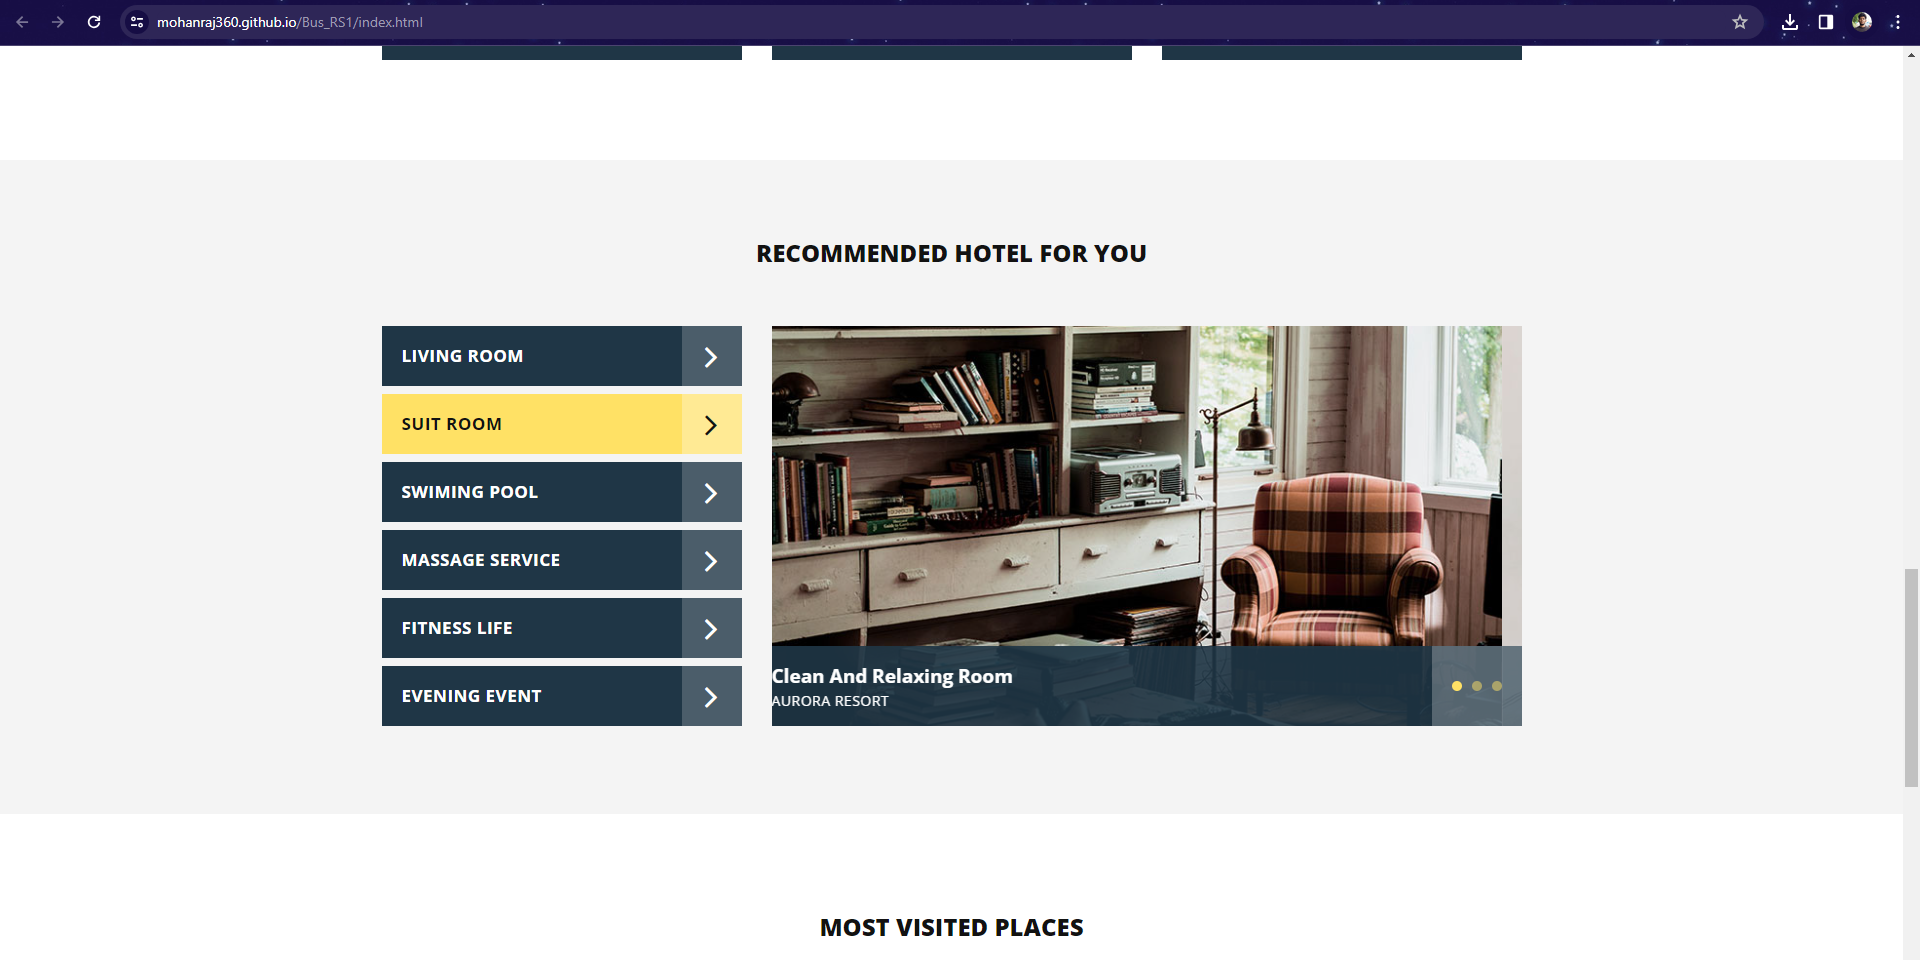 mohanraj360.github.io/Bus_RS1/index.html
RECOMMENDED HOTEL FOR YOU
LIVING ROOM
SUIT ROOM
SWIMING POOL
MASSAGE SERVICE
FITNESS LIFE
EVENING EVENT
Clean And Relaxing Room
AURORA RESORT
MOST VISITED PLACES